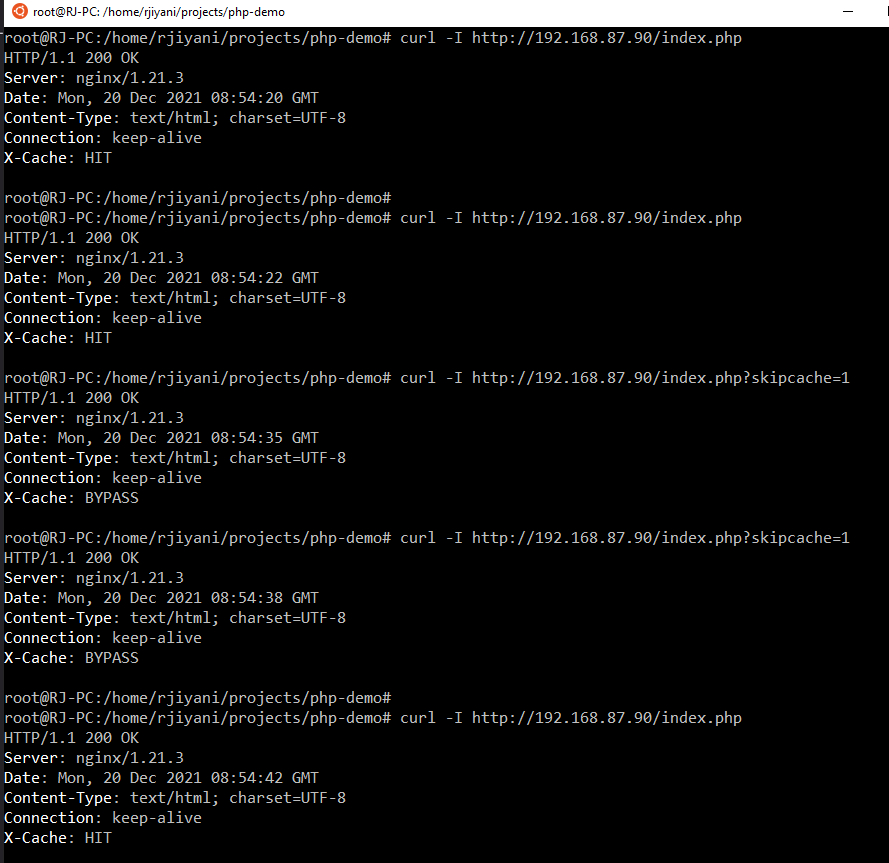 root@RJ-PC: /home/rjiyani/projects/php-demo
root@RJ-PC:/home/rjiyani/projects/php-demo# curl -I http://192.168.87.90/index.php
HTTP/1.1 200 OK
Server: nginx/1.21.3
Date: Mon, 20 Dec 2021 08:54:20 GMT
Content-Type: text/html; charset=UTF-8
Connection: keep-alive
X-Cache: HIT
root@RJ-PC:/home/rjiyani/projects/php-demo#
root@RJ-PC:/home/rjiyani/projects/php-demo# curl -I http://192.168.87.90/index.php
HTTP/1.1 200 OK
Server: nginx/1.21.3
Date: Mon, 20 Dec 2021 08:54:22 GMT
Content-Type: text/html; charset=UTF-8
Connection: keep-alive
X-Cache: HIT
root@RJ-PC:/home/rjiyani/projects/php-demo# curl -I http://192.168.87.90/index.php?skipcache=1
HTTP/1.1 200 OK
Server: nginx/1.21.3
Date: Mon, 20 Dec 2021 08:54:35 GMT
Content-Type: text/html; charset=UTF-8
Connection: keep-alive
X-Cache: BYPASS
root@RJ-PC:/home/rjiyani/projects/php-demo# curl -I http://192.168.87.90/index.php?skipcache=1
HTTP/1.1 200 OK
Server: nginx/1.21.3
Date: Mon, 20 Dec 2021 08:54:38 GMT
Content-Type: text/html; charset=UTF-8
Connection: keep-alive
X-Cache: BYPASS
root@RJ-PC:/home/rjiyani/projects/php-demo#
root@RJ-PC:/home/rjiyani/projects/php-demo# curl -I http://192.168.87.90/index.php
HTTP/1.1 200 OK
Server: nginx/1.21.3
Date: Mon, 20 Dec 2021 08:54:42 GMT
Content-Type: text/html; charset=UTF-8
Connection: keep-alive
X-Cache: HIT